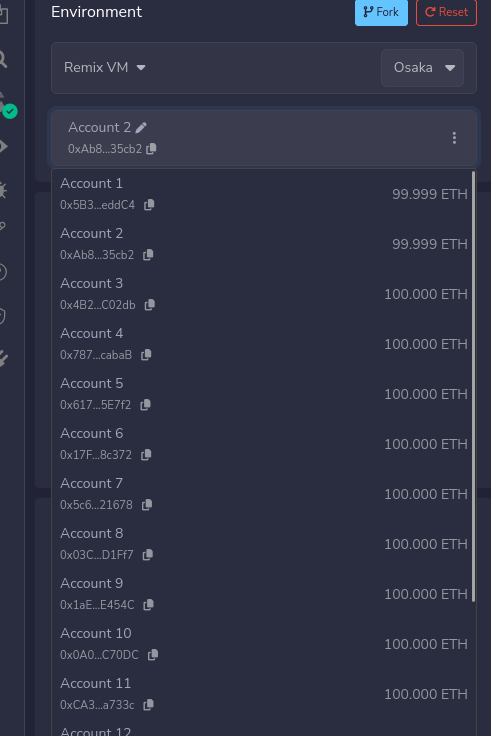 Environment
Fork
Reset
Remix VM
Osaka
Account 2
0xAb8...35cb2
Account 1
0x5B3...eddC4
99.999 ETH
Account 2
0xAb8...35cb2
99.999 ETH
Account 3
0x4B2...C02db
100.000 ETH
Account 4
0x787...cabaB
100.000 ETH
Account 5
0x617...5E7f2
100.000 ETH
Account 6
0x17F...8c372
100.000 ETH
Account 7
0x5c6...21678
100.000 ETH
Account 8
0x03C...D1Ff7
100.000 ETH
Account 9
0x1aE...E454C
100.000 ETH
Account 10
0x0A0...C70DC
100.000 ETH
Account 11
0xCA3...a733c
100.000 ETH
Account 12